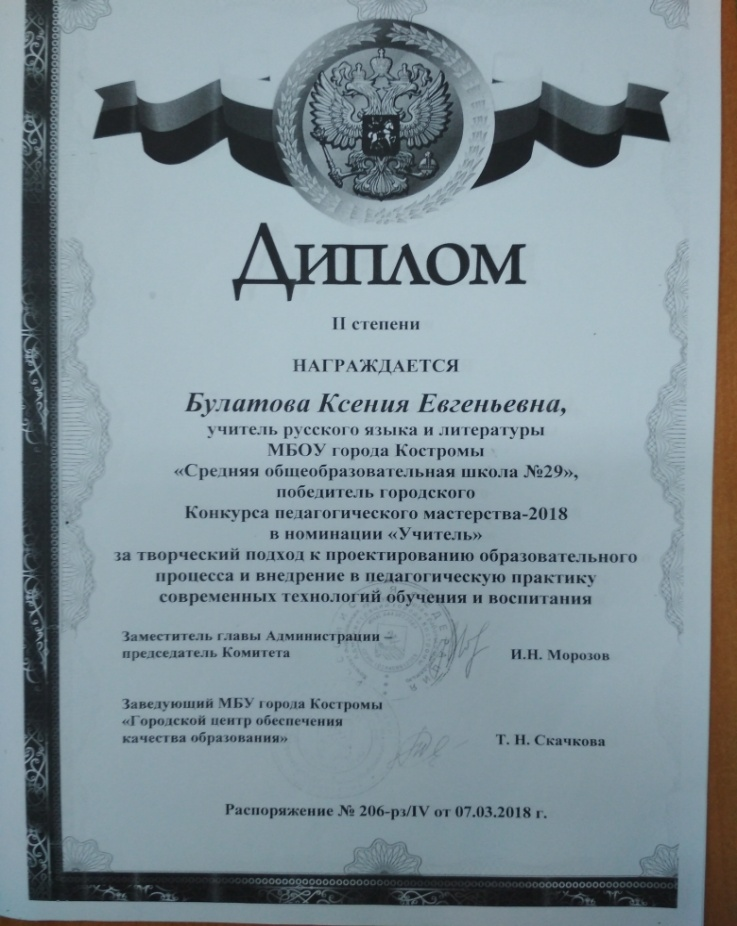 Диплом
II степени
НАГРАЖДАЕТСЯ
Булатова Ксения Евгеньевна,
учитель русского языка и литературы
МБОУ города Костромы
«Средняя общеобразовательная школа №29»,
победитель городского
Конкурса педагогического мастерства-2018
в номинации «Учитель»
за творческий подход к проектированию образовательного
процесса и внедрение в педагогическую практику
современных технологий обучения и воспитания
Заместитель главы Администрации –
председатель Комитета
И.Н. Морозов
Заведующий МБУ города Костромы
«Городской центр обеспечения
качества образования»
Т. Н. Скачкова
Распоряжение № 206-рз/IV от 07.03.2018 г.